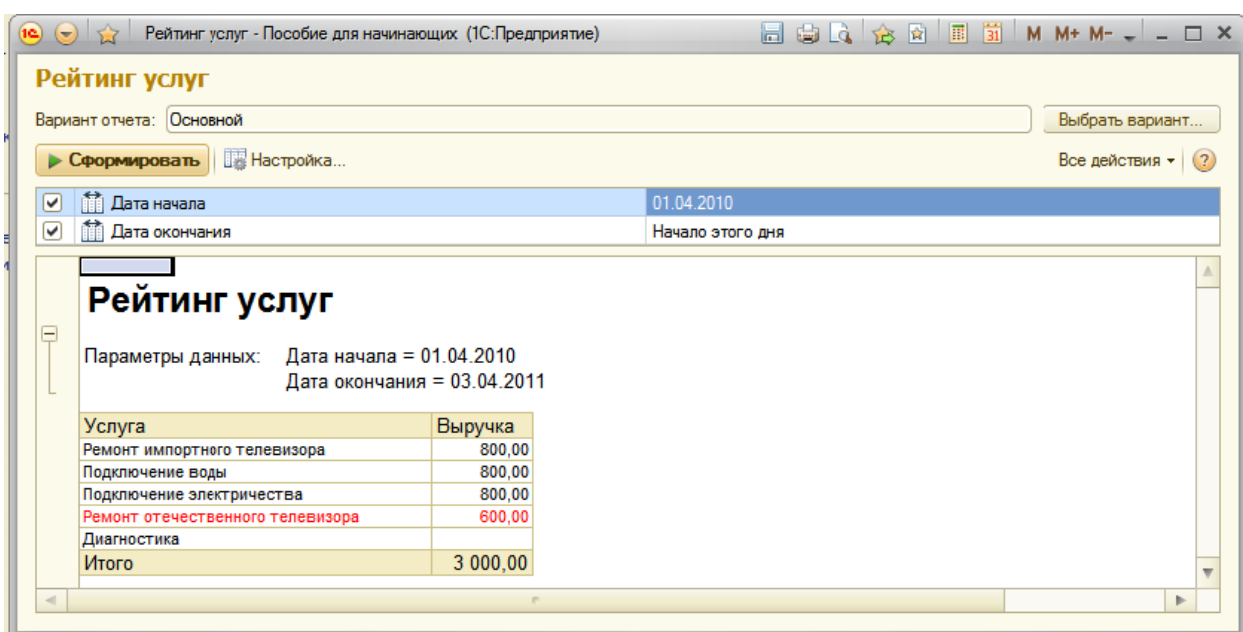 Рейтинг услуг - Пособие для начинающих (1С:Предприятие) 31 M M+ M-
Рейтинг услуг
Вариант отчета: Основной Выбрать вариант...
Сформировать Настройка... Все действия ?
Дата начала 01.04.2010
Дата окончания Начало этого дня
Рейтинг услуг
Параметры данных: Дата начала = 01.04.2010
Дата окончания = 03.04.2011
Услуга Выручка
Ремонт импортного телевизора 800,00
Подключение воды 800,00
Подключение электричества 800,00
Ремонт отечественного телевизора 600,00
Диагностика
Итого 3 000,00